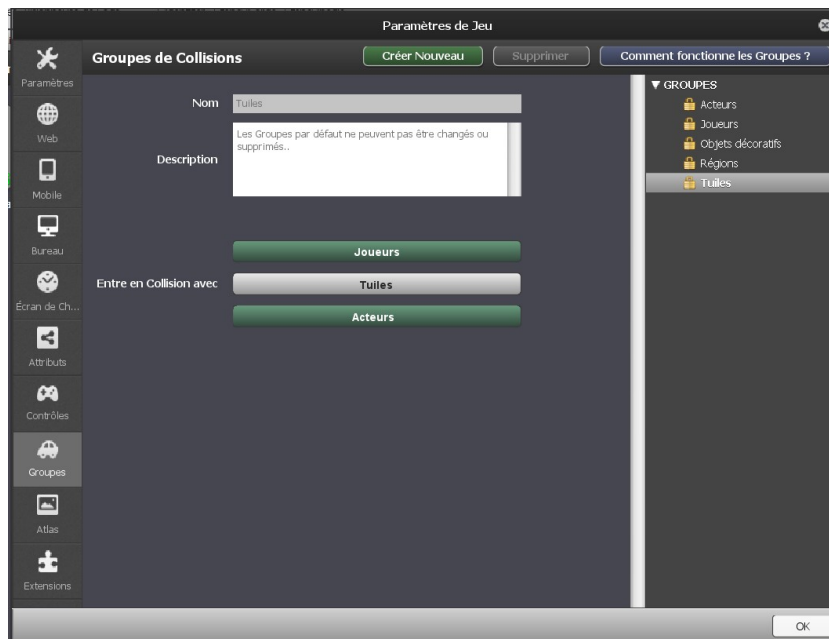 Paramètres de Jeu
Groupes de Collisions
Créer Nouveau
Supprimer
Comment fonctionne les Groupes ?
Paramètres
Web
Mobile
Bureau
Écran de Ch...
Attributs
Contrôles
Groupes
Atlas
Extensions
Nom
Tuiles
Description
Les Groupes par défaut ne peuvent pas être changés ou
supprimés..
Entre en Collision avec
Joueurs
Tuiles
Acteurs
GROUPES
Acteurs
Joueurs
Objets décoratifs
Régions
Tuiles
OK